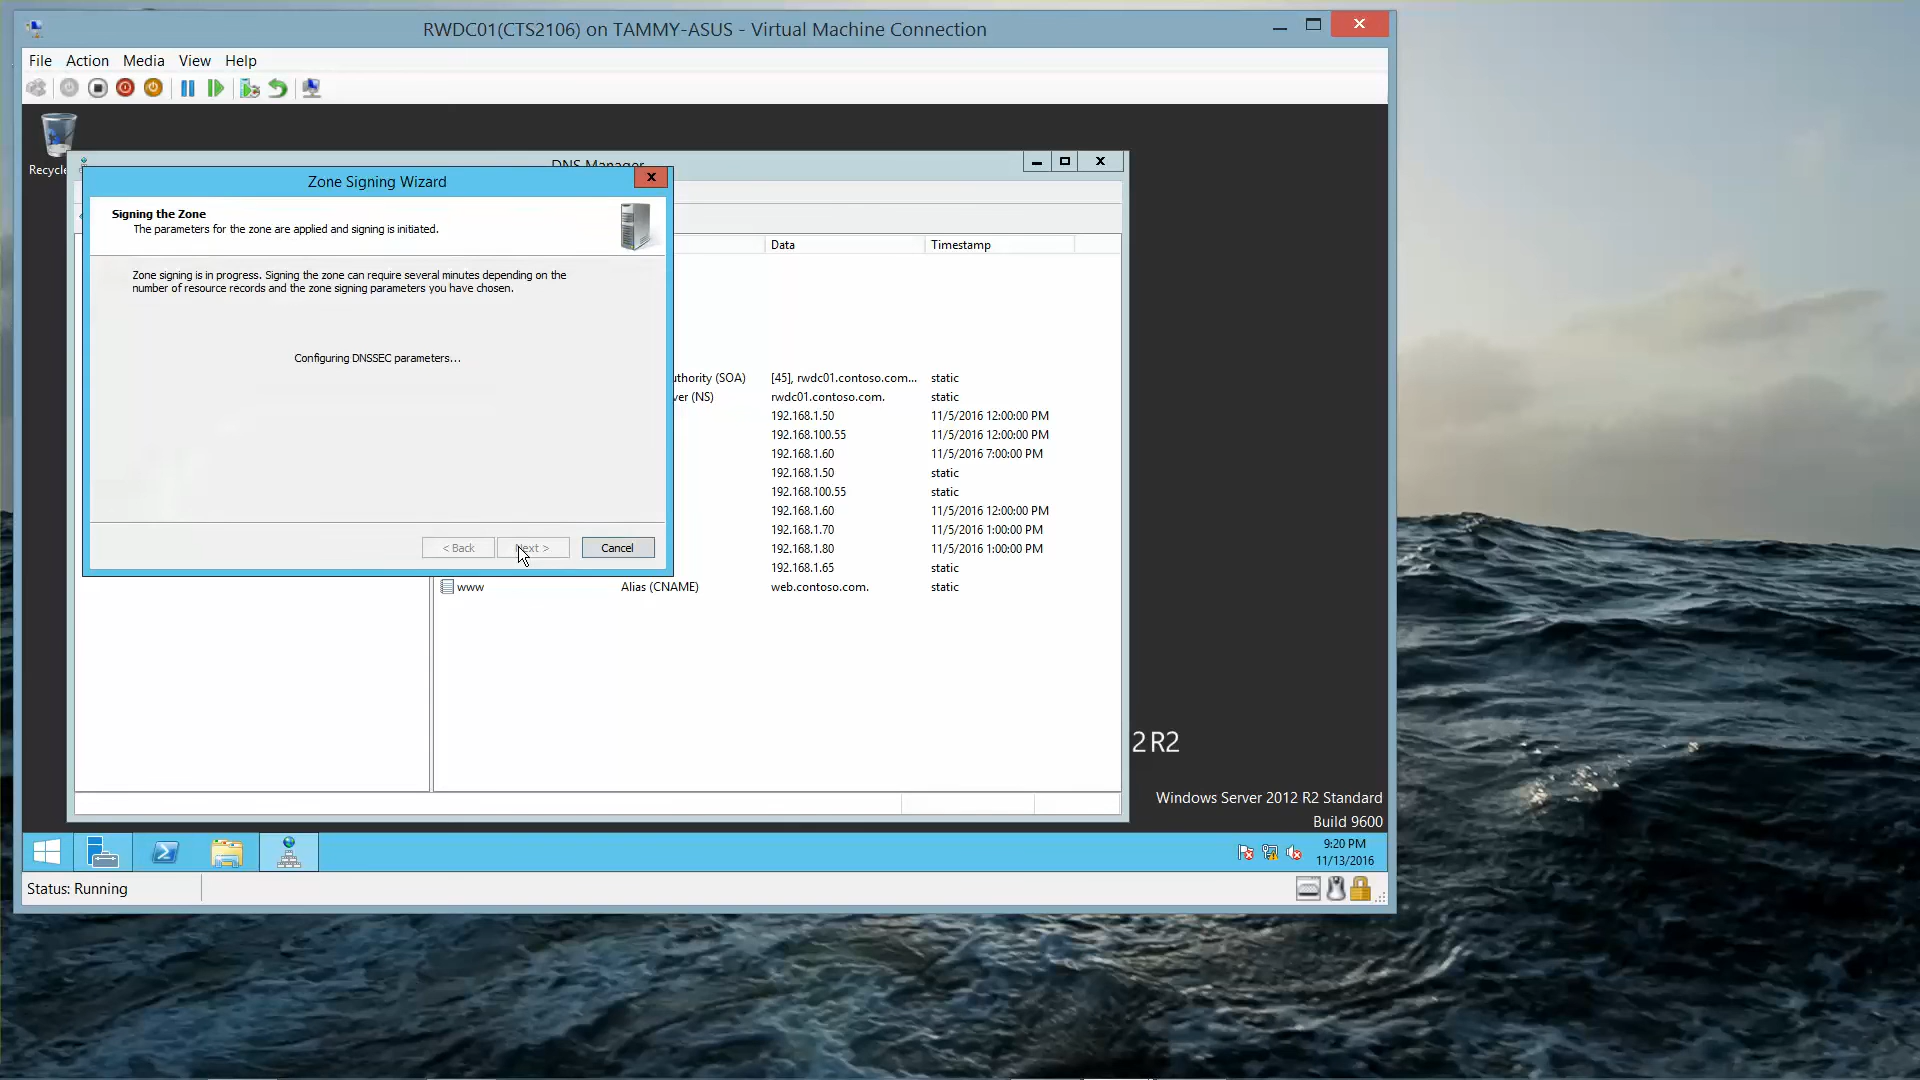 RWDC01(CTS2106) on TAMMY-ASUS - Virtual Machine Connection
File Action Media View Help
DNS Manager
Zone Signing Wizard
Signing the Zone
The parameters for the zone are applied and signing is initiated.
Zone signing is in progress. Signing the zone can require several minutes depending on the
number of resource records and the zone signing parameters you have chosen.
Configuring DNSSEC parameters...
< Back Next > Cancel
Data Timestamp
uthority (SOA) [45], rwdc01.contoso.com... static
ver (NS) rwdc01.contoso.com. static
192.168.1.50 11/5/2016 12:00:00 PM
192.168.100.55 11/5/2016 12:00:00 PM
192.168.1.60 11/5/2016 7:00:00 PM
192.168.1.50 static
192.168.100.55 static
192.168.1.60 11/5/2016 12:00:00 PM
192.168.1.70 11/5/2016 1:00:00 PM
192.168.1.80 11/5/2016 1:00:00 PM
192.168.1.65 static
www Alias (CNAME) web.contoso.com. static
Recycle
2 R2
Windows Server 2012 R2 Standard
Build 9600
9:20 PM
11/13/2016
Status: Running